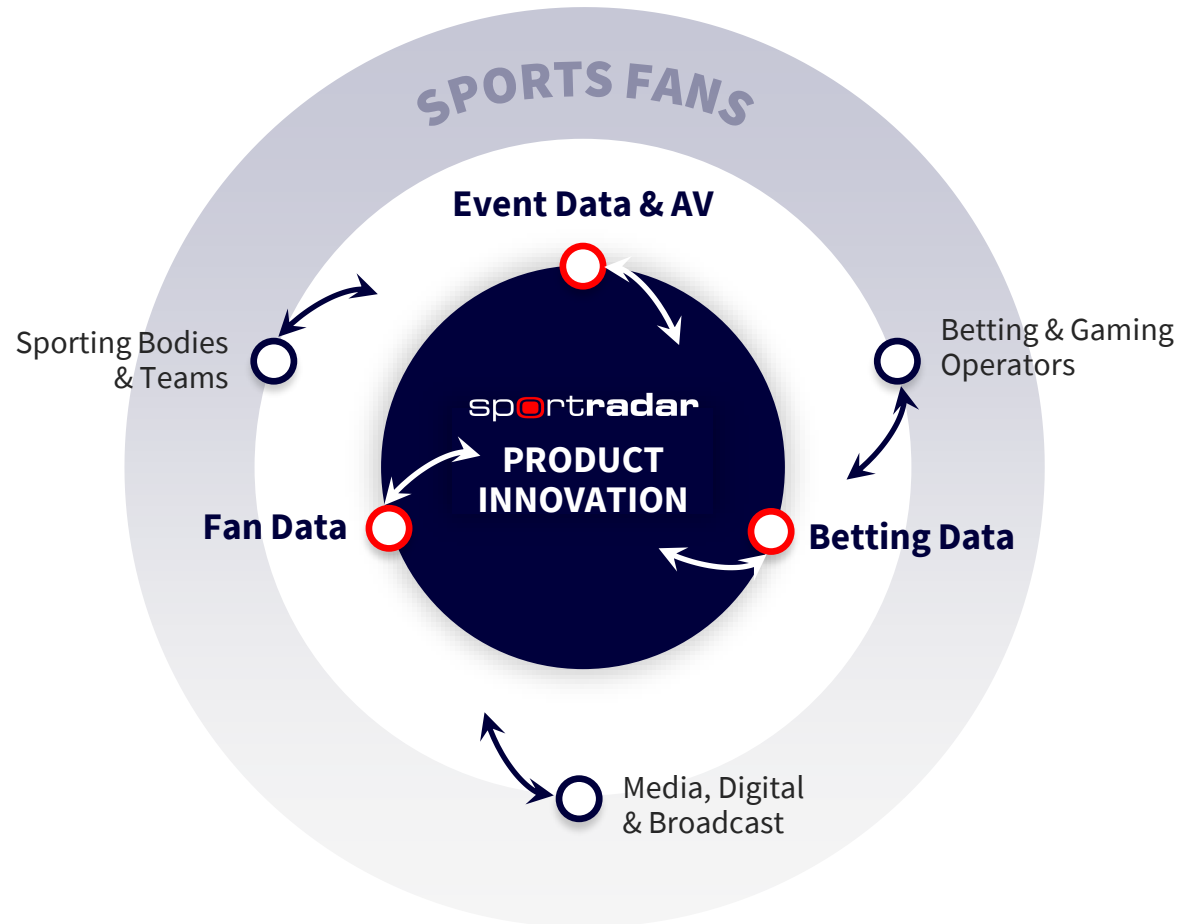 SPORTS FANS
Event Data & AV
Sporting Bodies
& Teams
Betting & Gaming
Operators
sportradar
PRODUCT
INNOVATION
Fan Data
Betting Data
Media, Digital
& Broadcast